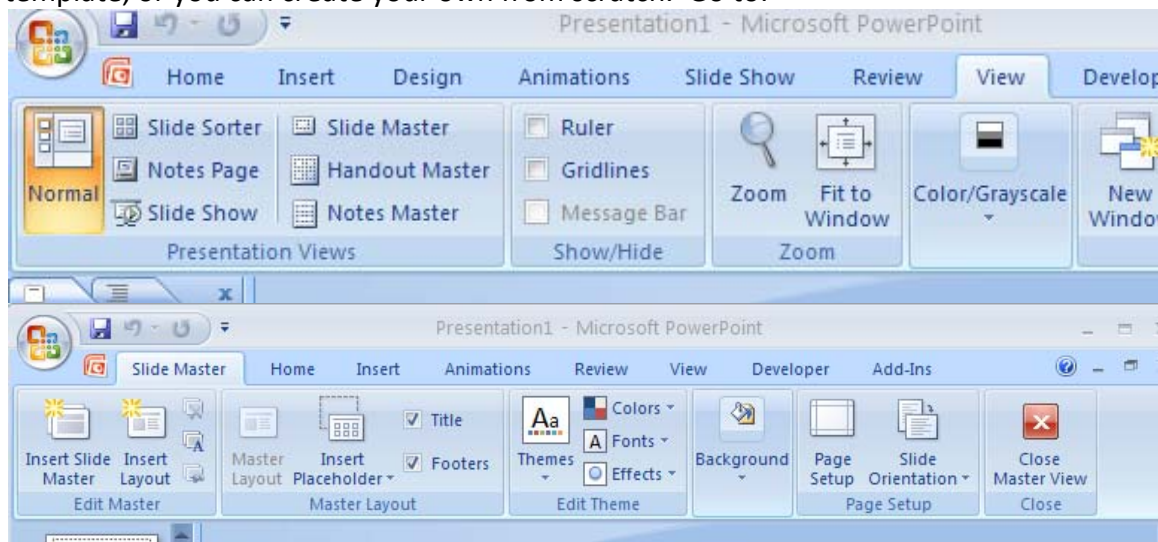 template, or you can create your own from scratch. Go to:
Presentation1 - Microsoft PowerPoint
Home Insert Design Animations Slide Show Review View
Slide Sorter Slide Master Ruler
Notes Page Handout Master Gridlines
Normal Zoom Fit to Window Color/Grayscale New
Slide Show Notes Master Message Bar
Presentation Views Show/Hide Zoom
x
Presentation1 - Microsoft PowerPoint
Slide Master Home Insert Animations Review View Developer Add-Ins
Title Aa Colors
A Fonts
Insert Slide Master Insert Layout Master Layout Insert Placeholder Footers Themes Effects Background Page Setup Slide Orientation Close Master View
Edit Master Master Layout Edit Theme Page Setup Close